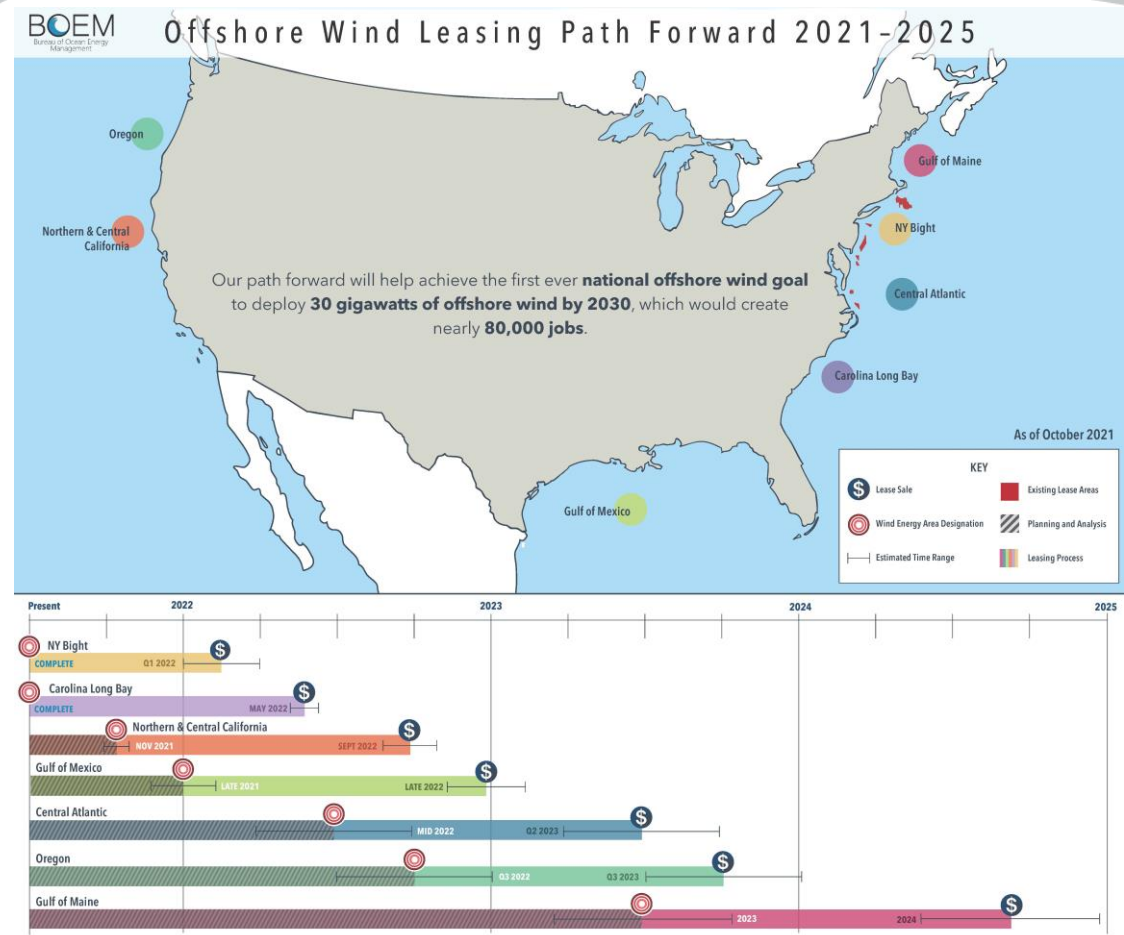 BOEM
Bureau of Ocean Energy
Management
Offshore Wind Leasing Path Forward 2021–2025
Oregon
Gulf of Maine
Northern & Central
California
NY Bight
Our path forward will help achieve the first ever national offshore wind goal
to deploy 30 gigawatts of offshore wind by 2030, which would create
nearly 80,000 jobs.
Central Atlantic
Carolina Long Bay
As of October 2021
Gulf of Mexico
KEY
$ Lease Sale
Existing Lease Areas
Wind Energy Area Designation
Planning and Analysis
Estimated Time Range
Leasing Process
Present 2022 2023 2024 2025
NY Bight
$
COMPLETE Q1 2022
Carolina Long Bay
$
COMPLETE MAY 2022
Northern & Central California
$
NOV 2021 SEPT 2022
Gulf of Mexico
$
LATE 2021 LATE 2022
Central Atlantic
$
MID 2022 Q2 2023
Oregon
$
Q3 2022 Q3 2023
Gulf of Maine
$
2023 2024